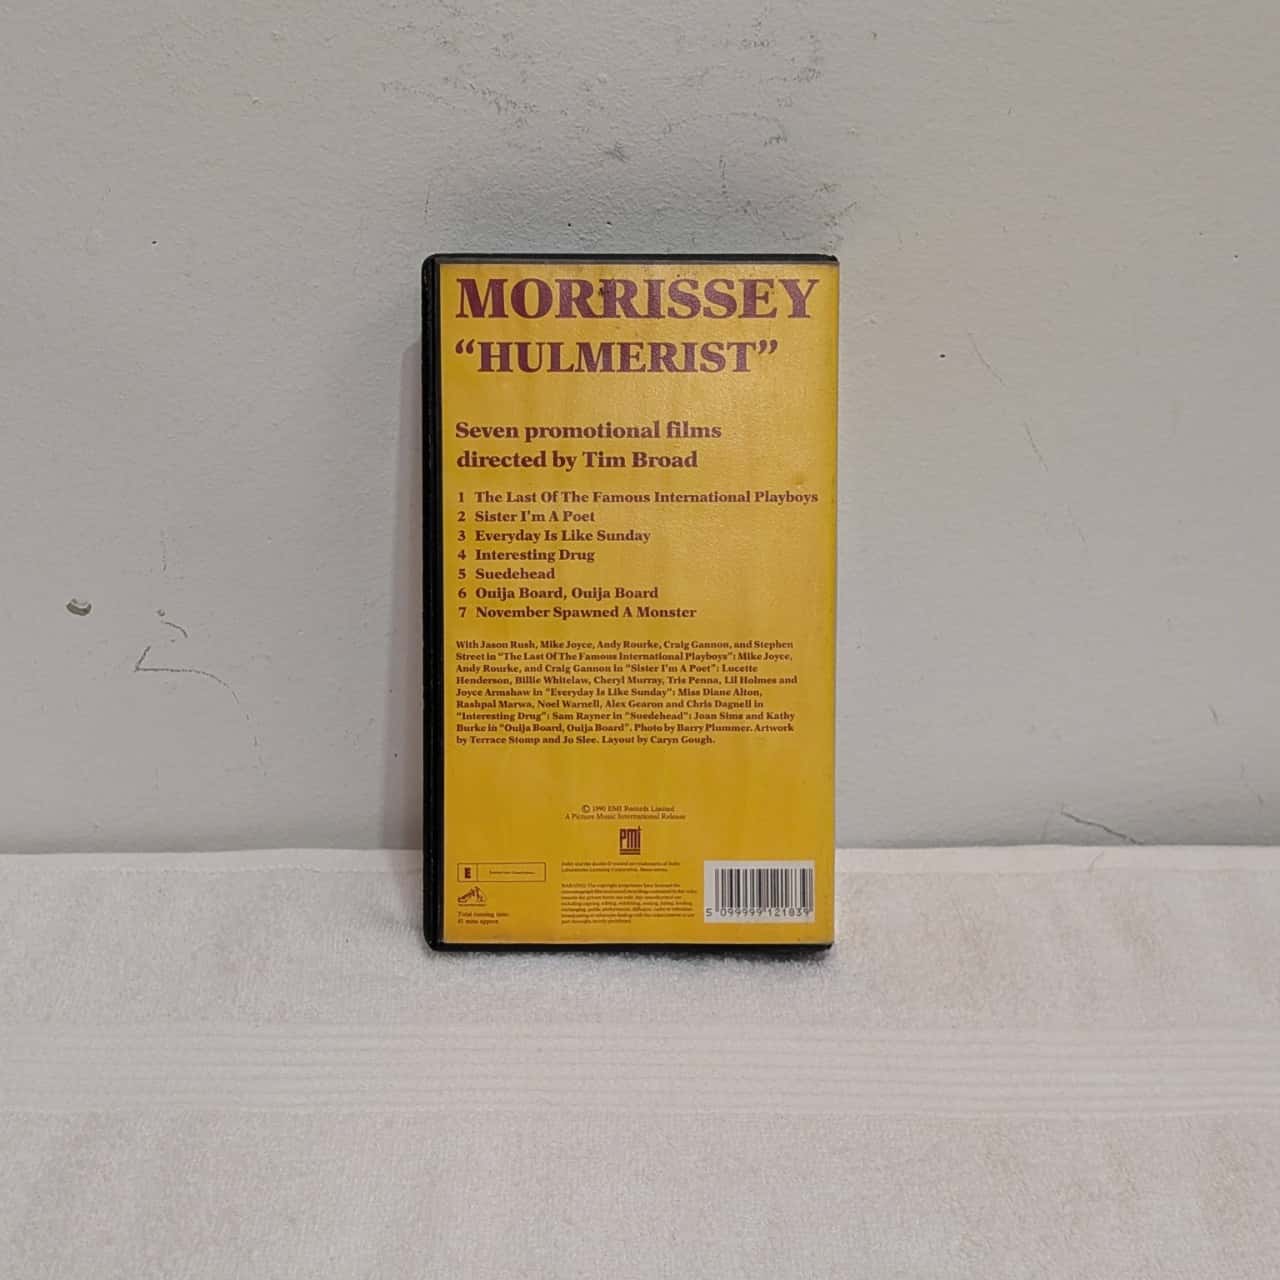 MORRISSEY
“HULMERIST”
Seven promotional films
directed by Tim Broad
1 The Last Of The Famous International Playboys
2 Sister I'm A Poet
3 Everyday Is Like Sunday
4 Interesting Drug
5 Suedehead
6 Ouija Board, Ouija Board
7 November Spawned A Monster
With Jason Rush, Mike Joyce, Andy Rourke, Craig Gannon, and Stephen
Street in "The Last Of The Famous International Playboys": Mike Joyce,
Andy Rourke, and Craig Gannon in "Sister I'm A Poet": Lucette
Henderson, Billie Whitelaw, Cheryl Murray, Tris Penna, Lil Holmes and
Joyce Armshaw in "Everyday Is Like Sunday": Miss Diane Alton,
Rashpal Marwa, Noel Warnell, Alex Gearon and Chris Dagnell in
"Interesting Drug": Sam Rayner in "Suedehead": Joan Sims and Kathy
Burke in "Ouija Board, Ouija Board". Photo by Barry Plummer. Artwork
by Terrace Stomp and Jo Slee. Layout by Caryn Gough.
© 1990 EMI Records Limited
A Picture Music International Release
PMI
E
Total running time:
5 099999 121839